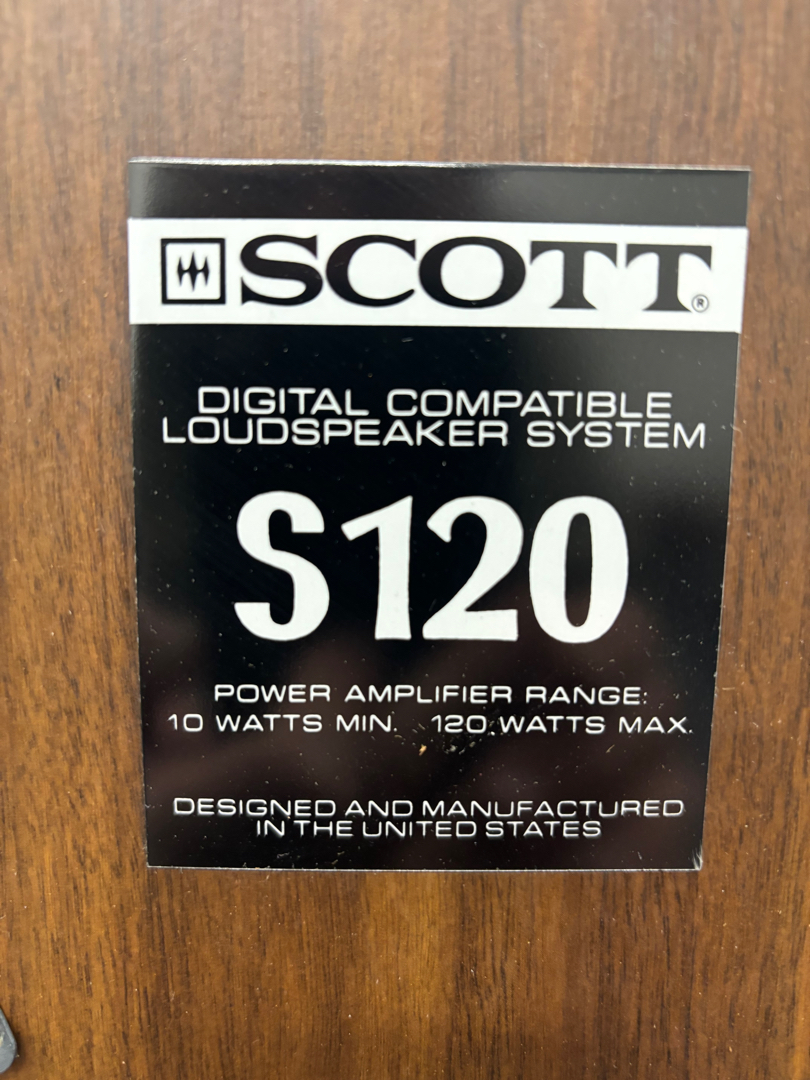 SCOTT®
DIGITAL COMPATIBLE
LOUDSPEAKER SYSTEM
S120
POWER AMPLIFIER RANGE:
10 WATTS MIN. 120 WATTS MAX.
DESIGNED AND MANUFACTURED
IN THE UNITED STATES